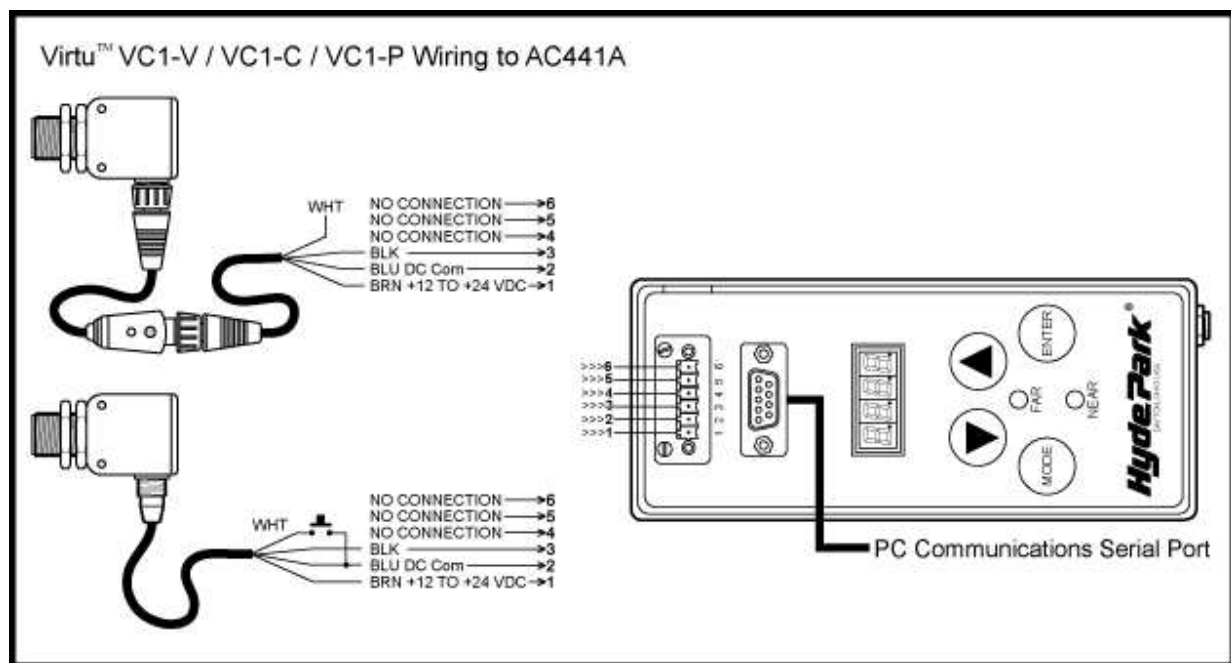 Virtu™ VC1-V / VC1-C / VC1-P Wiring to AC441A
WHT
NO CONNECTION 6
NO CONNECTION 5
NO CONNECTION 4
BLK 3
BLU DC Com 2
BRN +12 TO +24 VDC 1
WHT
NO CONNECTION 6
NO CONNECTION 5
NO CONNECTION 4
BLK 3
BLU DC Com 2
BRN +12 TO +24 VDC 1
>>>6
>>>5
>>>4
>>>3
>>>2
>>>1
6
5
4
3
2
1
ENTER
FAR
NEAR
MODE
HydePark®
PC Communications Serial Port